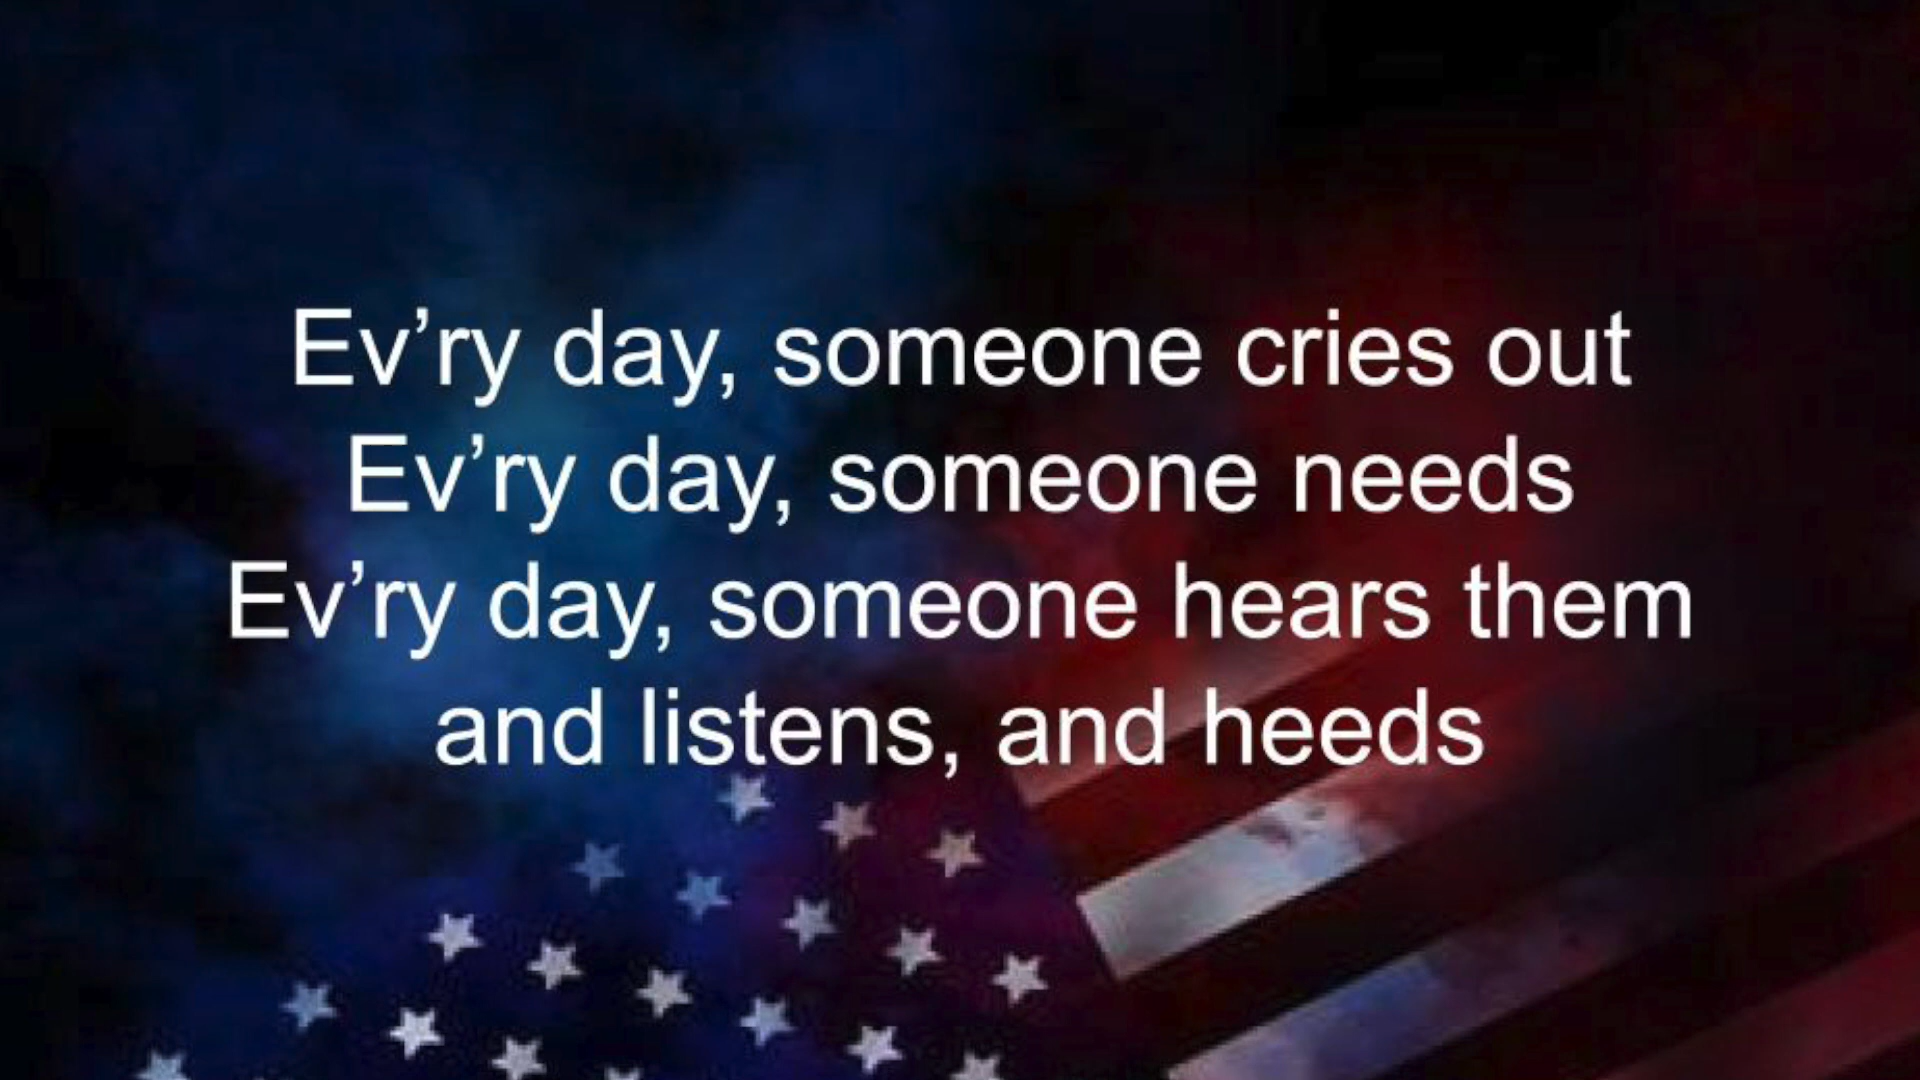 Ev’ry day, someone cries out
Ev’ry day, someone needs
Ev’ry day, someone hears them
and listens, and heeds